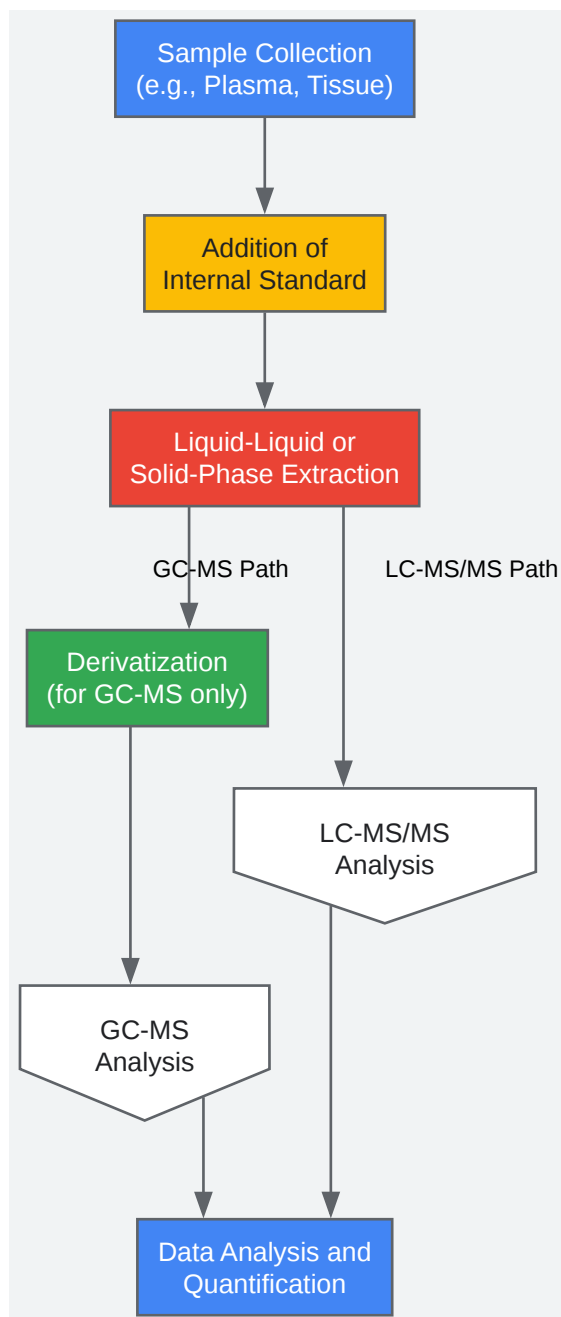 Sample Collection
(e.g., Plasma, Tissue)
Addition of
Internal Standard
Liquid-Liquid or
Solid-Phase Extraction
GC-MS Path
LC-MS/MS Path
Derivatization
(for GC-MS only)
LC-MS/MS
Analysis
GC-MS
Analysis
Data Analysis and
Quantification